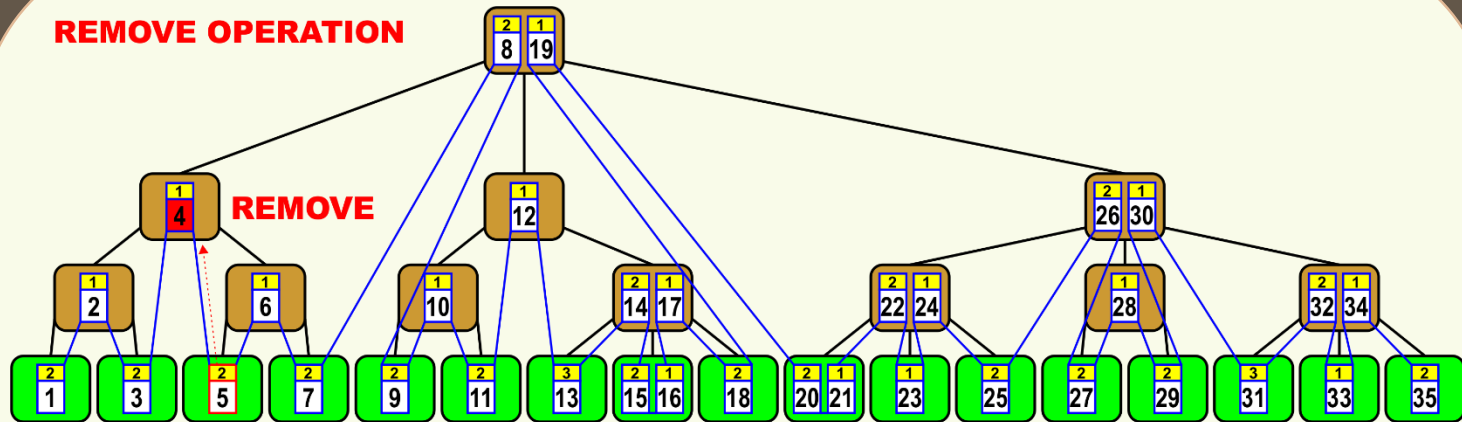 REMOVE OPERATION
2 1
8 19
1 1 2 1
4 REMOVE 12 26 30
1 1 1 2 1 2 1 1 2 1
2 6 10 14 17 22 24 28 32 34
2 2 2 2 2 2 3 2 1 2 2 1 1 2 2 2 3 1 2
1 3 5 7 9 11 13 15 16 18 20 21 23 25 27 29 31 33 35